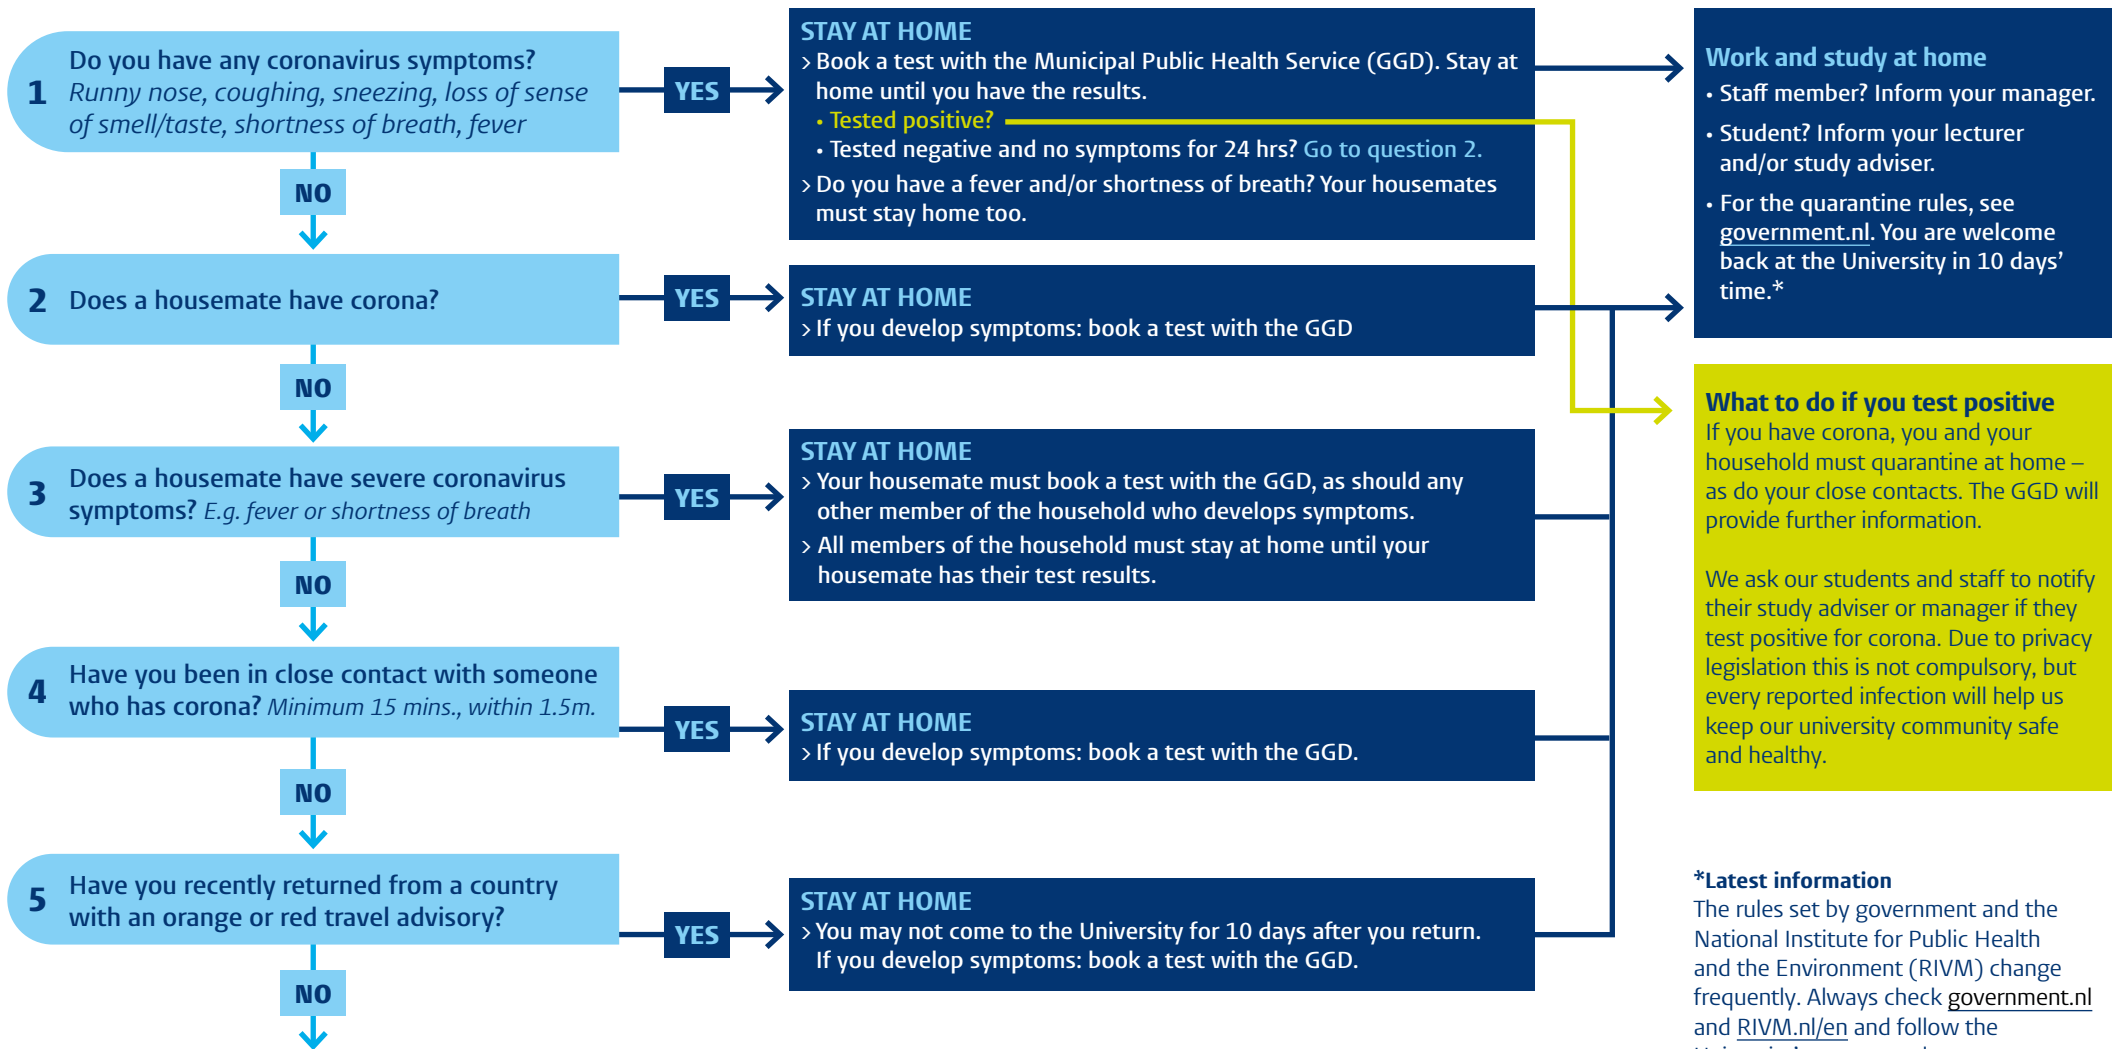 1
Do you have any coronavirus symptoms?
Runny nose, coughing, sneezing, loss of sense
of smell/taste, shortness of breath, fever
YES
STAY AT HOME
› Book a test with the Municipal Public Health Service (GGD). Stay at
home until you have the results.
• Tested positive?
• Tested negative and no symptoms for 24 hrs? Go to question 2.
› Do you have a fever and/or shortness of breath? Your housemates
must stay home too.
NO
2
Does a housemate have corona?
YES
STAY AT HOME
› If you develop symptoms: book a test with the GGD
NO
3
Does a housemate have severe coronavirus
symptoms? E.g. fever or shortness of breath
YES
STAY AT HOME
› Your housemate must book a test with the GGD, as should any
other member of the household who develops symptoms.
› All members of the household must stay at home until your
housemate has their test results.
NO
4
Have you been in close contact with someone
who has corona? Minimum 15 mins., within 1.5m.
YES
STAY AT HOME
› If you develop symptoms: book a test with the GGD.
NO
5
Have you recently returned from a country
with an orange or red travel advisory?
YES
STAY AT HOME
› You may not come to the University for 10 days after you return.
If you develop symptoms: book a test with the GGD.
NO
Work and study at home
• Staff member? Inform your manager.
• Student? Inform your lecturer
and/or study adviser.
• For the quarantine rules, see
government.nl. You are welcome
back at the University in 10 days’
time.*
What to do if you test positive
If you have corona, you and your
household must quarantine at home –
as do your close contacts. The GGD will
provide further information.
We ask our students and staff to notify
their study adviser or manager if they
test positive for corona. Due to privacy
legislation this is not compulsory, but
every reported infection will help us
keep our university community safe
and healthy.
*Latest information
The rules set by government and the
National Institute for Public Health
and the Environment (RIVM) change
frequently. Always check government.nl
and RIVM.nl/en and follow the